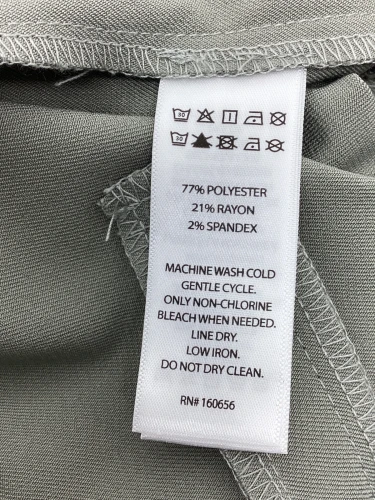 77% POLYESTER
21% RAYON
2% SPANDEX
MACHINE WASH COLD
GENTLE CYCLE.
ONLY NON-CHLORINE
BLEACH WHEN NEEDED.
LINE DRY.
LOW IRON.
DO NOT DRY CLEAN.
RN# 160656